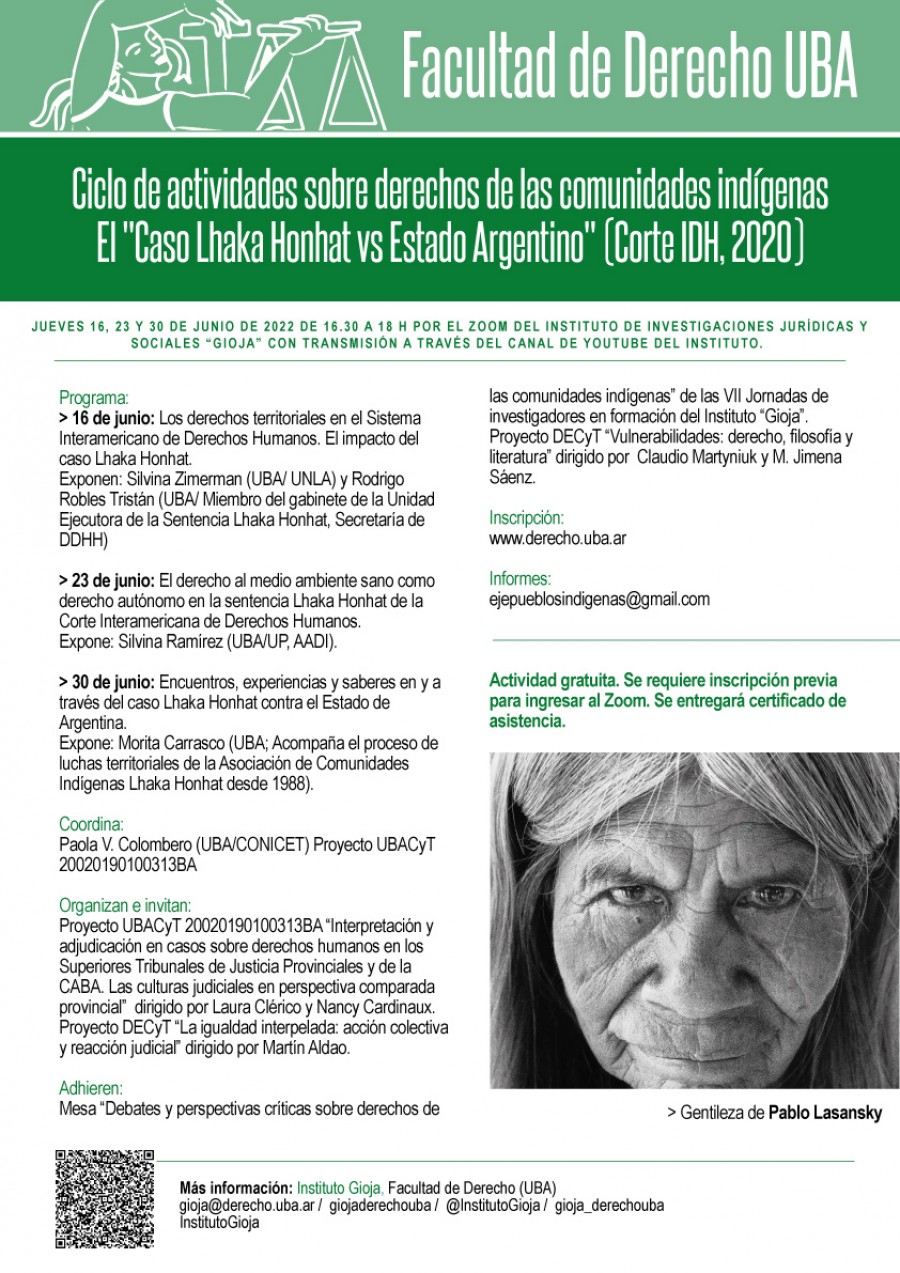 Facultad de Derecho UBA
Ciclo de actividades sobre derechos de las comunidades indígenas
El "Caso Lhaka Honhat vs Estado Argentino" (Corte IDH, 2020)
JUEVES 16, 23 Y 30 DE JUNIO DE 2022 DE 16.30 A 18 H POR EL ZOOM DEL INSTITUTO DE INVESTIGACIONES JURÍDICAS Y
SOCIALES “GIOJA” CON TRANSMISIÓN A TRAVÉS DEL CANAL DE YOUTUBE DEL INSTITUTO.
Programa:
> 16 de junio: Los derechos territoriales en el Sistema
Interamericano de Derechos Humanos. El impacto del
caso Lhaka Honhat.
Exponen: Silvina Zimerman (UBA/ UNLA) y Rodrigo
Robles Tristán (UBA/ Miembro del gabinete de la Unidad
Ejecutora de la Sentencia Lhaka Honhat, Secretaría de
DDHH)
> 23 de junio: El derecho al medio ambiente sano como
derecho autónomo en la sentencia Lhaka Honhat de la
Corte Interamericana de Derechos Humanos.
Expone: Silvina Ramírez (UBA/UP, AADI).
> 30 de junio: Encuentros, experiencias y saberes en y a
través del caso Lhaka Honhat contra el Estado de
Argentina.
Expone: Morita Carrasco (UBA; Acompaña el proceso de
luchas territoriales de la Asociación de Comunidades
Indígenas Lhaka Honhat desde 1988).
Coordina:
Paola V. Colombero (UBA/CONICET) Proyecto UBACyT
20020190100313BA
Organizan e invitan:
Proyecto UBACyT 20020190100313BA “Interpretación y
adjudicación en casos sobre derechos humanos en los
Superiores Tribunales de Justicia Provinciales y de la
CABA. Las culturas judiciales en perspectiva comparada
provincial” dirigido por Laura Clérico y Nancy Cardinaux.
Proyecto DECyT “La igualdad interpelada: acción colectiva
y reacción judicial” dirigido por Martín Aldao.
Adhieren:
Mesa “Debates y perspectivas críticas sobre derechos de
las comunidades indígenas” de las VII Jornadas de
investigadores en formación del Instituto “Gioja”.
Proyecto DECyT “Vulnerabilidades: derecho, filosofía y
literatura” dirigido por Claudio Martyniuk y M. Jimena
Sáenz.
Inscripción:
www.derecho.uba.ar
Informes:
ejepueblosindigenas@gmail.com
Actividad gratuita. Se requiere inscripción previa
para ingresar al Zoom. Se entregará certificado de
asistencia.
> Gentileza de Pablo Lasansky
Más información: Instituto Gioja, Facultad de Derecho (UBA)
gioja@derecho.uba.ar / giojaderechouba / @InstitutoGioja / gioja_derechouba
InstitutoGioja